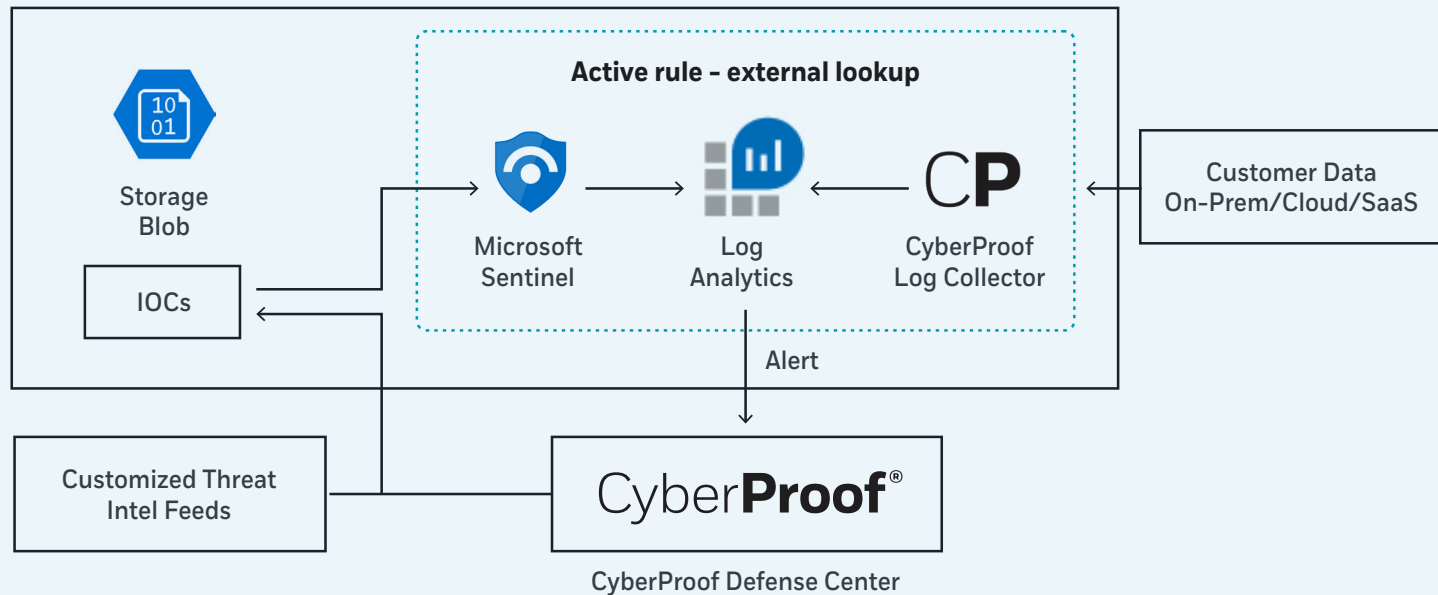 Active rule - external lookup
10
01
Storage
Blob
IOCs
Microsoft
Sentinel
Log
Analytics
CP
CyberProof
Log Collector
Customer Data
On-Prem/Cloud/SaaS
Alert
Customized Threat
Intel Feeds
CyberProof®
CyberProof Defense Center